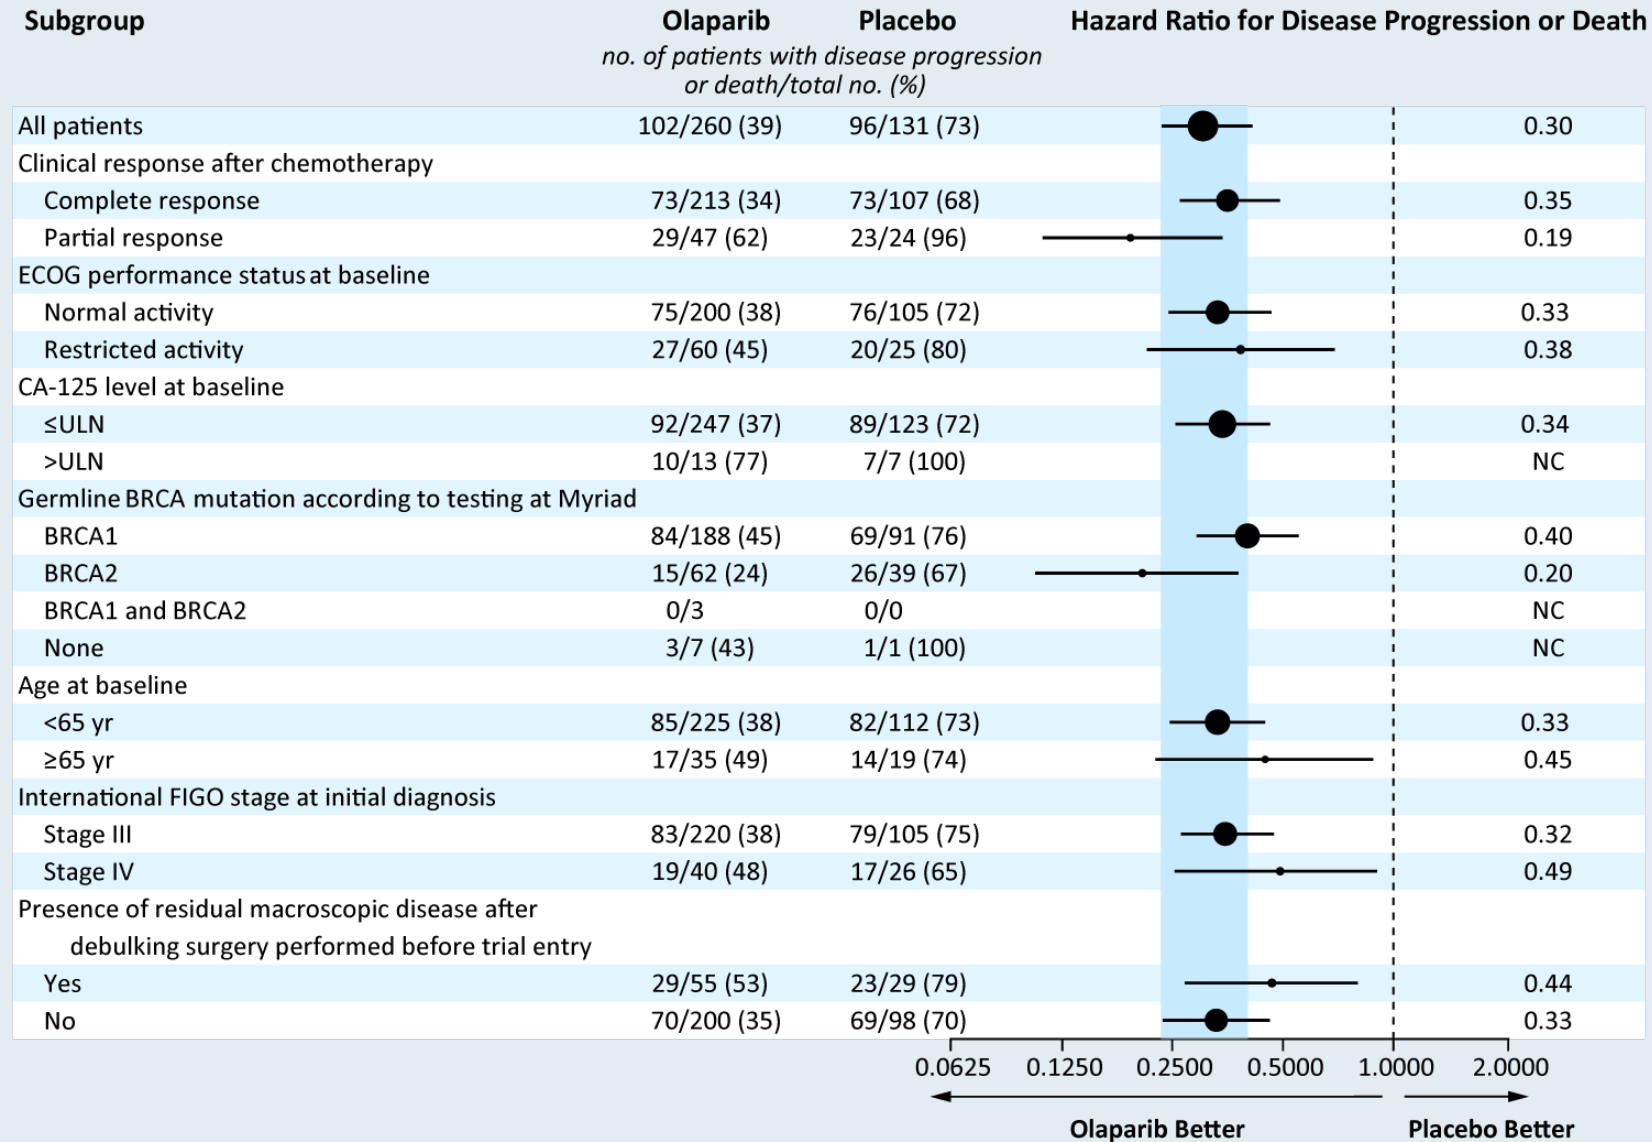 Subgroup Olaparib Placebo Hazard Ratio for Disease Progression or Death
no. of patients with disease progression
or death/total no. (%)
All patients 102/260 (39) 96/131 (73) 0.30
Clinical response after chemotherapy
Complete response 73/213 (34) 73/107 (68) 0.35
Partial response 29/47 (62) 23/24 (96) 0.19
ECOG performance status at baseline
Normal activity 75/200 (38) 76/105 (72) 0.33
Restricted activity 27/60 (45) 20/25 (80) 0.38
CA-125 level at baseline
≤ULN 92/247 (37) 89/123 (72) 0.34
>ULN 10/13 (77) 7/7 (100) NC
Germline BRCA mutation according to testing at Myriad
BRCA1 84/188 (45) 69/91 (76) 0.40
BRCA2 15/62 (24) 26/39 (67) 0.20
BRCA1 and BRCA2 0/3 0/0 NC
None 3/7 (43) 1/1 (100) NC
Age at baseline
<65 yr 85/225 (38) 82/112 (73) 0.33
≥65 yr 17/35 (49) 14/19 (74) 0.45
International FIGO stage at initial diagnosis
Stage III 83/220 (38) 79/105 (75) 0.32
Stage IV 19/40 (48) 17/26 (65) 0.49
Presence of residual macroscopic disease after
debulking surgery performed before trial entry
Yes 29/55 (53) 23/29 (79) 0.44
No 70/200 (35) 69/98 (70) 0.33
0.0625 0.1250 0.2500 0.5000 1.0000 2.0000
Olaparib Better Placebo Better